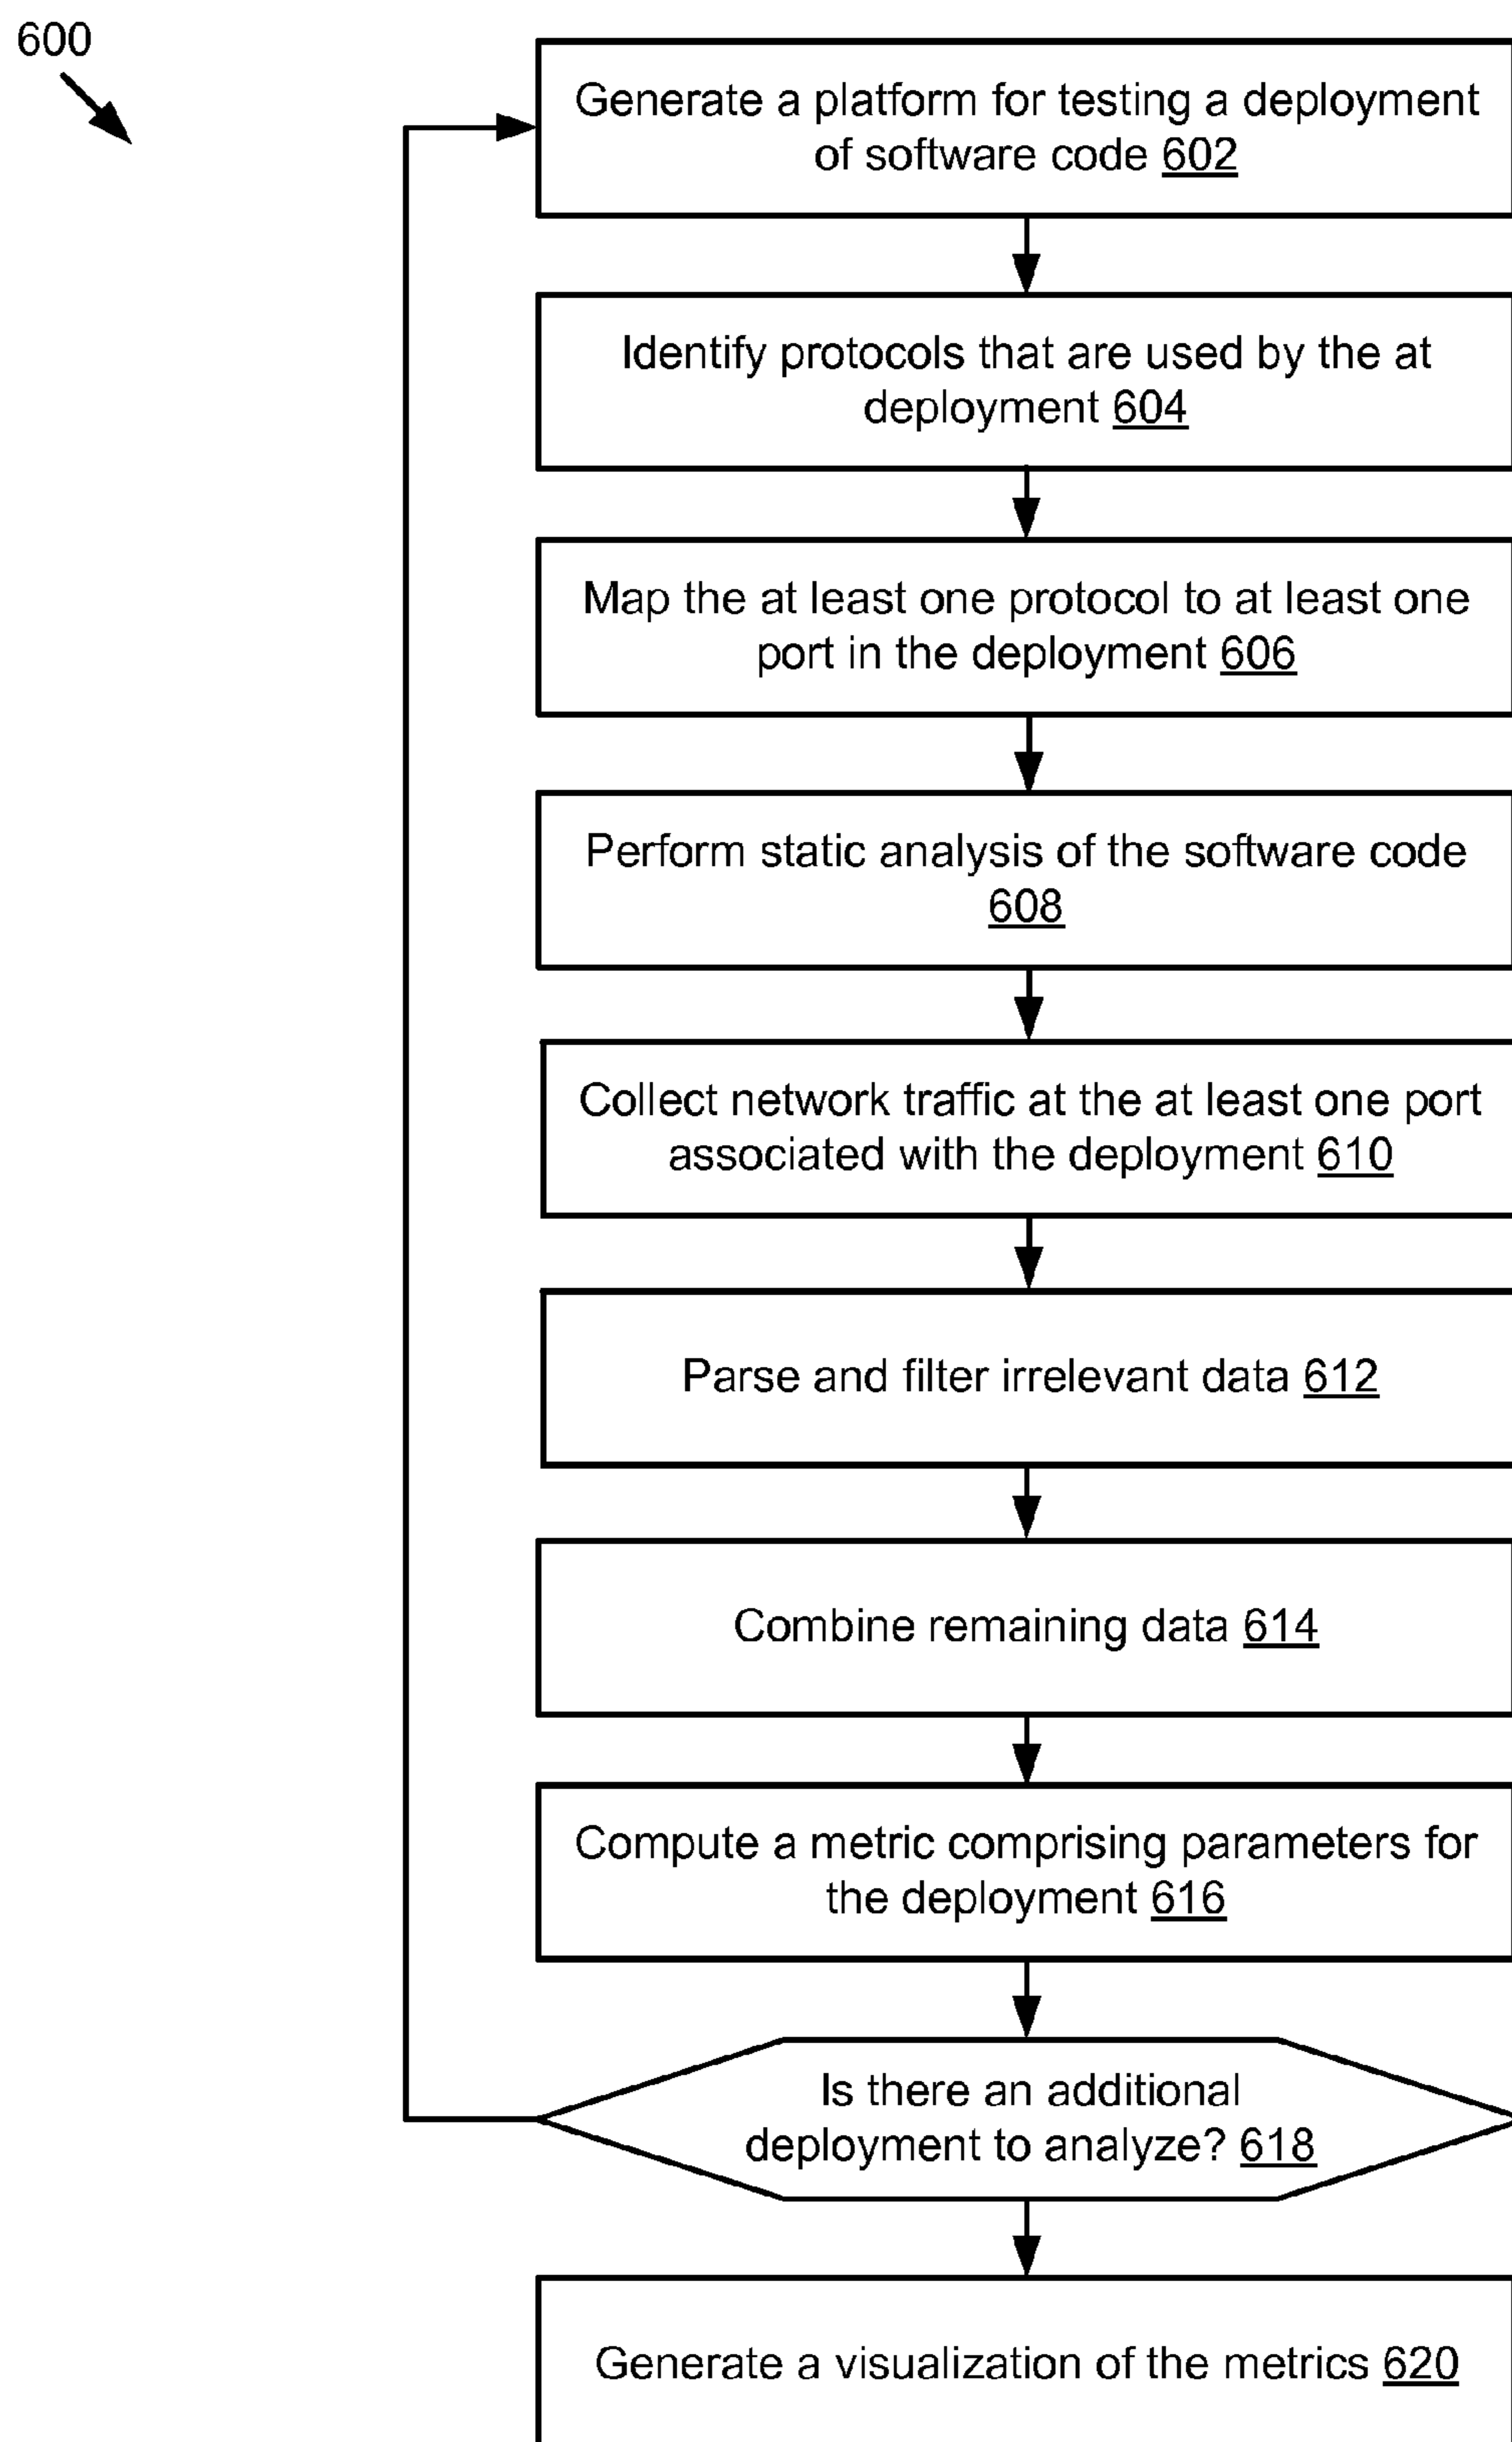 600
Generate a platform for testing a deployment
of software code 602
Identify protocols that are used by the at
deployment 604
Map the at least one protocol to at least one
port in the deployment 606
Perform static analysis of the software code
608
Collect network traffic at the at least one port
associated with the deployment 610
Parse and filter irrelevant data 612
Combine remaining data 614
Compute a metric comprising parameters for
the deployment 616
Is there an additional
deployment to analyze? 618
Generate a visualization of the metrics 620